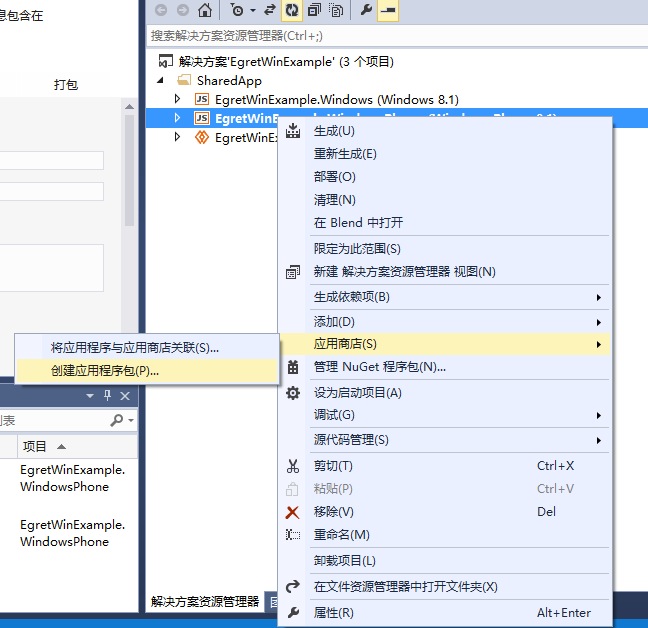 息包含在
打包
搜索解决方案资源管理器(Ctrl+;)
解决方案'EgretWinExample' (3 个项目)
SharedApp
EgretWinExample.Windows (Windows 8.1)
EgretWinE
EgretWinEx
生成(U)
重新生成(E)
部署(O)
清理(N)
在 Blend 中打开
限定为此范围(S)
新建 解决方案资源管理器 视图(N)
生成依赖项(B)
添加(D)
应用商店(S)
将应用程序与应用商店关联(S)...
创建应用程序包(P)...
管理 NuGet 程序包(N)...
设为启动项目(A)
调试(G)
源代码管理(S)
剪切(T) Ctrl+X
粘贴(P) Ctrl+V
移除(V) Del
重命名(M)
卸载项目(L)
在文件资源管理器中打开文件夹(X)
属性(R) Alt+Enter
列表
项目
EgretWinExample.
WindowsPhone
EgretWinExample.
WindowsPhone
解决方案资源管理器